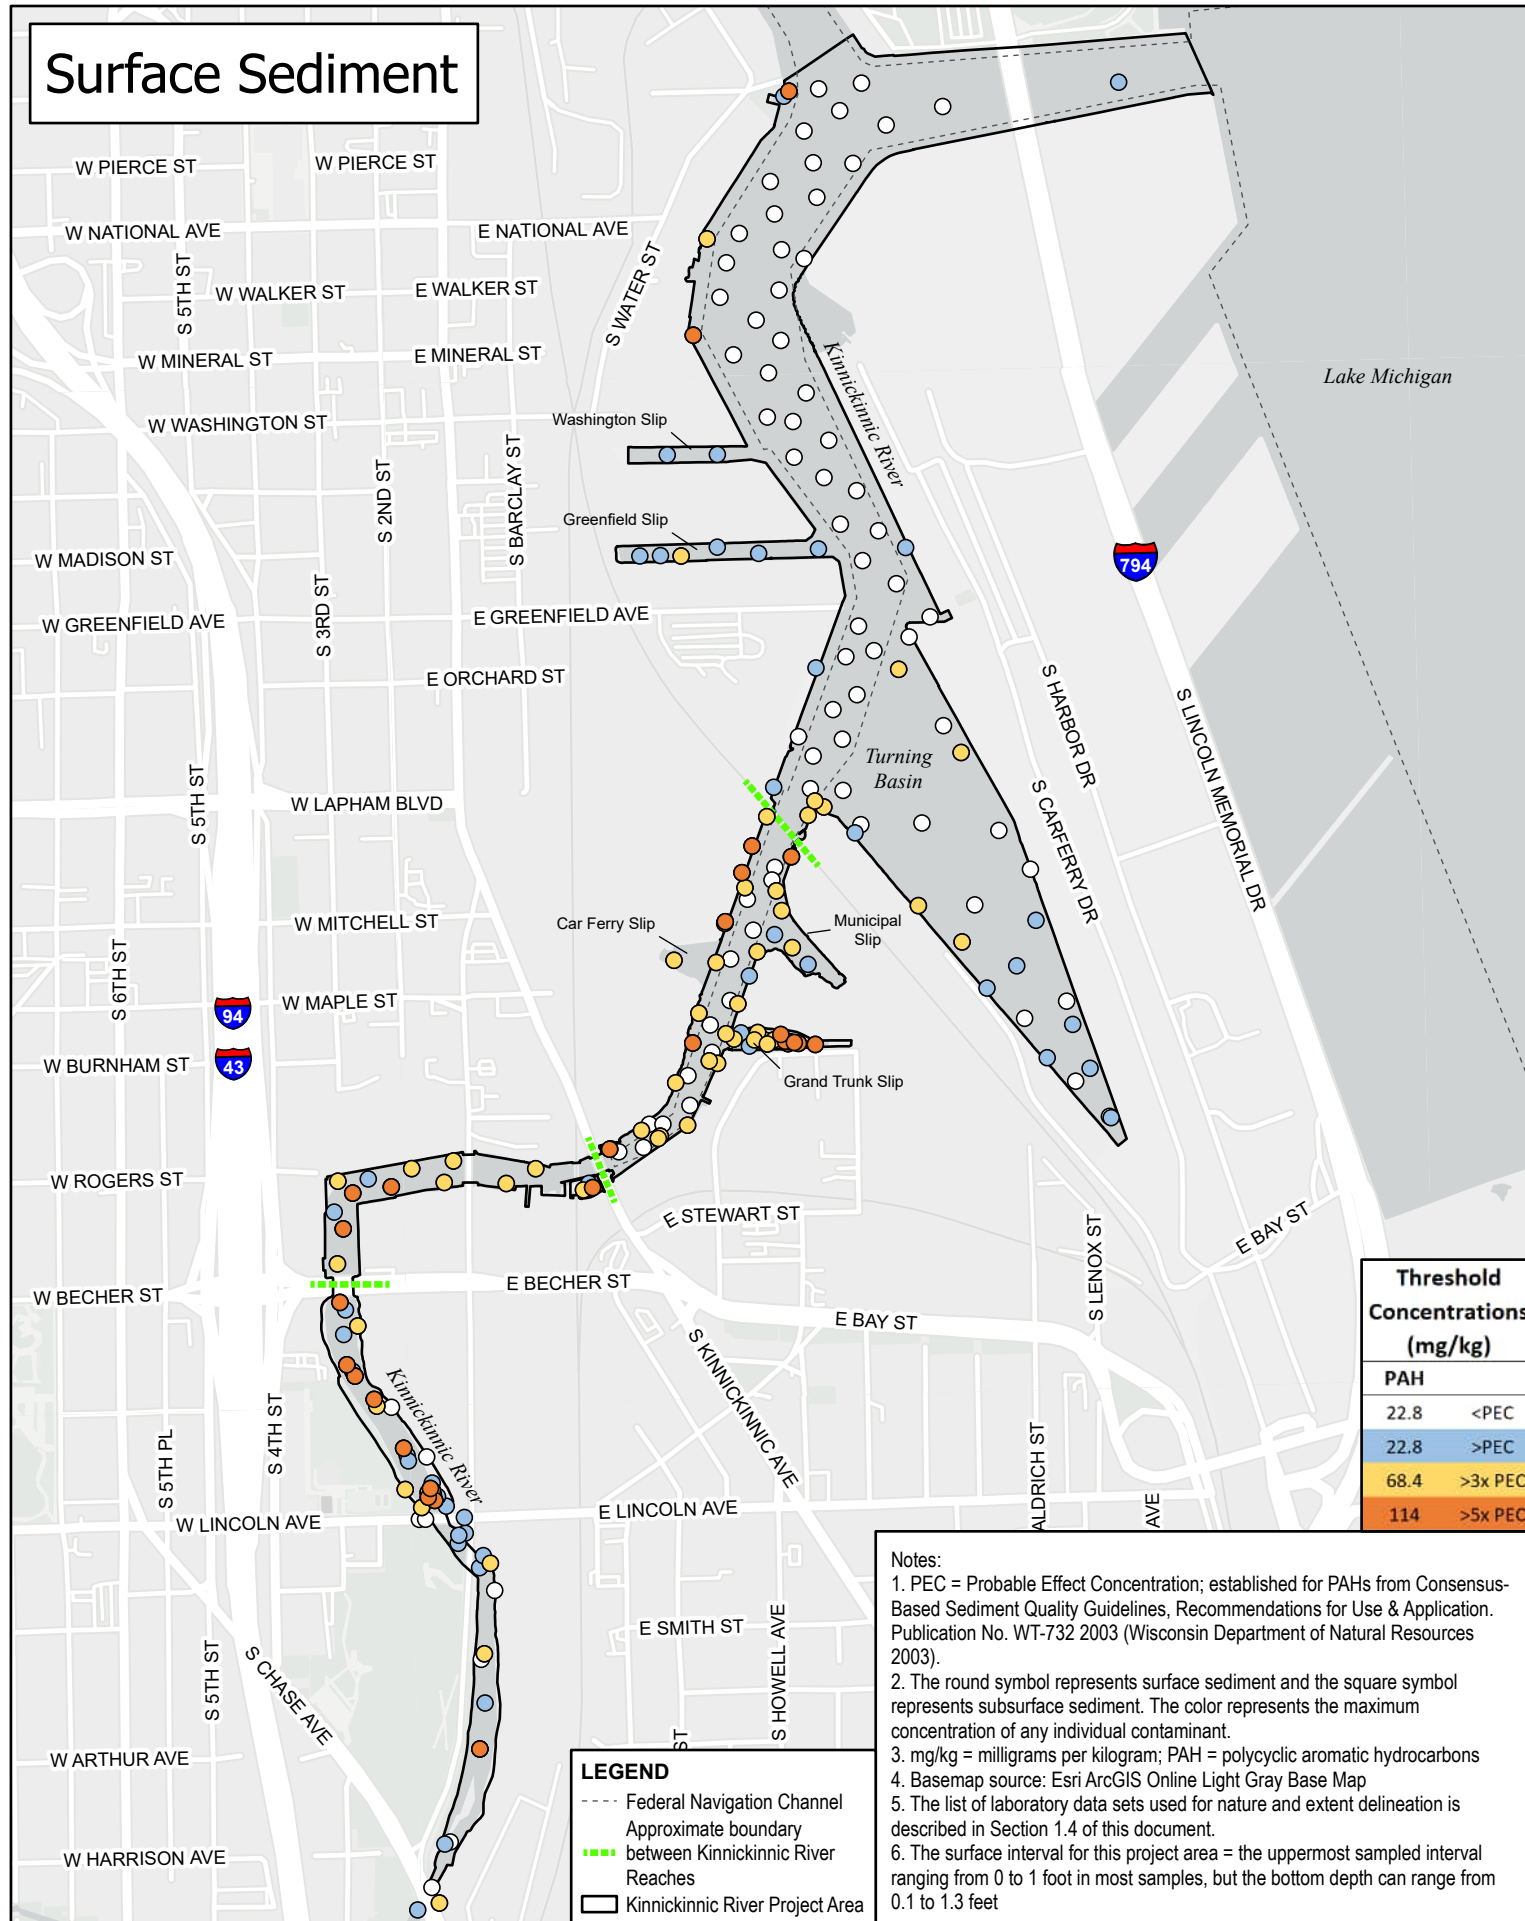 Surface Sediment
W PIERCE ST
W PIERCE ST
W NATIONAL AVE
E NATIONAL AVE
S 5TH ST
W WALKER ST
E WALKER ST
S WATER ST
W MINERAL ST
E MINERAL ST
Kinnickinnic River
Lake Michigan
W WASHINGTON ST
Washington Slip
S 2ND ST
S BARCLAY ST
Greenfield Slip
W MADISON ST
794
S 3RD ST
W GREENFIELD AVE
E GREENFIELD AVE
E ORCHARD ST
S HARBOR DR
S LINCOLN MEMORIAL DR
Turning
Basin
S 5TH ST
W LAPHAM BLVD
S CARFERRY DR
W MITCHELL ST
Car Ferry Slip
Municipal
Slip
S 6TH ST
W MAPLE ST
94
43
W BURNHAM ST
Grand Trunk Slip
W ROGERS ST
E STEWART ST
S LENOX ST
E BAY ST
W BECHER ST
E BECHER ST
E BAY ST
S KINNICKINNIC AVE
Kinnickinnic River
S 5TH PL
S 4TH ST
W LINCOLN AVE
E LINCOLN AVE
ALDRICH ST
AVE
Threshold
Concentrations
(mg/kg)
PAH
22.8 <PEC
22.8 >PEC
68.4 >3x PEC
114 >5x PEC
E SMITH ST
S HOWELL AVE
S 5TH ST
S CHASE AVE
W ARTHUR AVE
ST
W HARRISON AVE
LEGEND
Federal Navigation Channel
Approximate boundary
between Kinnickinnic River
Reaches
Kinnickinnic River Project Area
Notes:
1. PEC = Probable Effect Concentration; established for PAHs from Consensus-
Based Sediment Quality Guidelines, Recommendations for Use & Application.
Publication No. WT-732 2003 (Wisconsin Department of Natural Resources
2003).
2. The round symbol represents surface sediment and the square symbol
represents subsurface sediment. The color represents the maximum
concentration of any individual contaminant.
3. mg/kg = milligrams per kilogram; PAH = polycyclic aromatic hydrocarbons
4. Basemap source: Esri ArcGIS Online Light Gray Base Map
5. The list of laboratory data sets used for nature and extent delineation is
described in Section 1.4 of this document.
6. The surface interval for this project area = the uppermost sampled interval
ranging from 0 to 1 foot in most samples, but the bottom depth can range from
0.1 to 1.3 feet